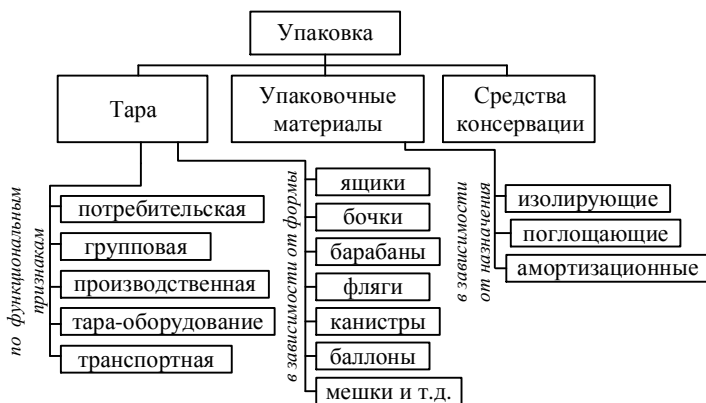 Упаковка
Тара
Упаковочные
материалы
Средства
консервации
по функциональным
признакам
потребительская
групповая
производственная
тара-оборудование
транспортная
в зависимости от формы
ящики
бочки
барабаны
фляги
канистры
баллоны
мешки и т.д.
в зависимости
от назначения
изолирующие
поглощающие
амортизационные